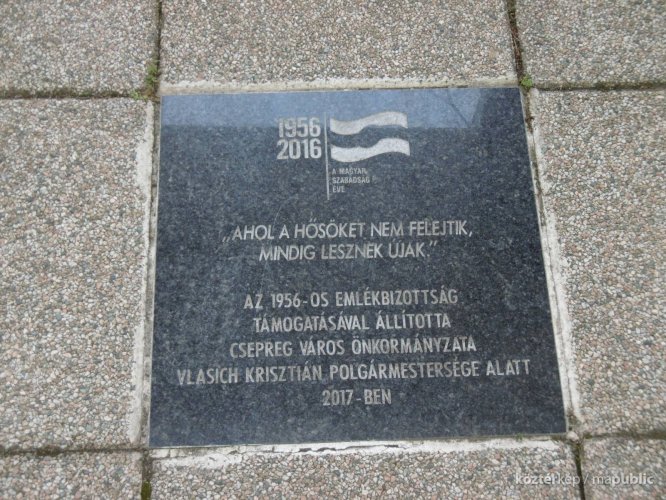 1956
2016
A MAGYAR
SZABADSÁG
ÉVE
„AHOL A HŐSÖKET NEM FELEJTIK,
MINDIG LESZNEK ÚJAK”
AZ 1956-OS EMLÉKBIZOTTSÁG
TÁMOGATÁSÁVAL ÁLLÍTOTTA
CSEPREG VÁROS ÖNKORMÁNYZATA
VLASICH KRISZTIÁN POLGÁRMESTERSÉGE ALATT
2017-BEN
köztérkép / mapublic